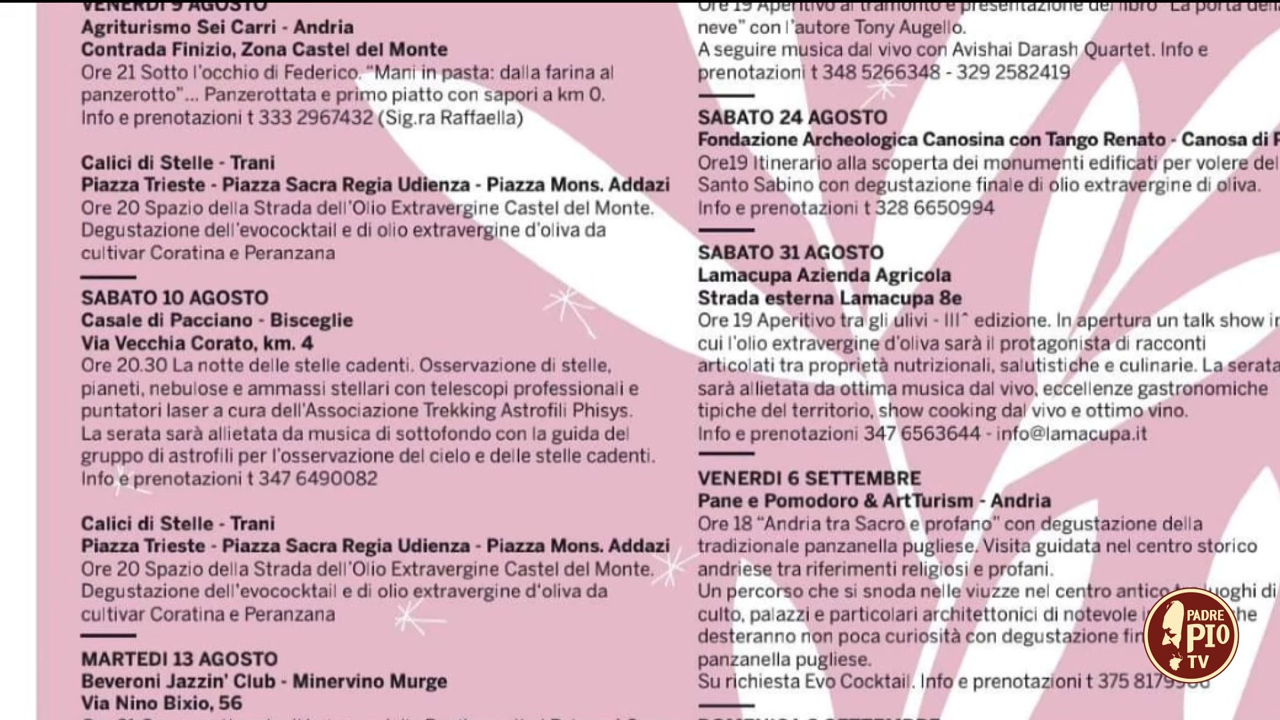 VENERDI 9 AGOSTO
Agriturismo Sei Carri - Andria
Contrada Finizio, Zona Castel del Monte
Ore 21 Sotto l'occhio di Federico. "Mani in pasta: dalla farina al
panzerotto"... Panzerottata e primo piatto con sapori a km 0.
Info e prenotazioni t 333 2967432 (Sig.ra Raffaella)
Calici di Stelle - Trani
Piazza Trieste - Piazza Sacra Regia Udienza - Piazza Mons. Addazi
Ore 20 Spazio della Strada dell'Olio Extravergine Castel del Monte.
Degustazione dell'evococktail e di olio extravergine d'oliva da
cultivar Coratina e Peranzana
SABATO 10 AGOSTO
Casale di Pacciano - Bisceglie
Via Vecchia Corato, km. 4
Ore 20.30 La notte delle stelle cadenti. Osservazione di stelle,
pianeti, nebulose e ammassi stellari con telescopi professionali e
puntatori laser a cura dell'Associazione Trekking Astrofili Phisys.
La serata sarà allietata da musica di sottofondo con la guida del
gruppo di astrofili per l'osservazione del cielo e delle stelle cadenti.
Info e prenotazioni t 347 6490082
Calici di Stelle - Trani
Piazza Trieste - Piazza Sacra Regia Udienza - Piazza Mons. Addazi
Ore 20 Spazio della Strada dell'Olio Extravergine Castel del Monte.
Degustazione dell'evococktail e di olio extravergine d'oliva da
cultivar Coratina e Peranzana
MARTEDI 13 AGOSTO
Beveroni Jazzin' Club - Minervino Murge
Via Nino Bixio, 56
Ore 19 Aperitivo al tramonto e presentazione del libro "La porta della
neve" con l'autore Tony Augello.
A seguire musica dal vivo con Avishai Darash Quartet. Info e
prenotazioni t 348 5266348 - 329 2582419
SABATO 24 AGOSTO
Fondazione Archeologica Canosina con Tango Renato - Canosa di
Ore19 Itinerario alla scoperta dei monumenti edificati per volere del
Santo Sabino con degustazione finale di olio extravergine di oliva.
Info e prenotazioni t 328 6650994
SABATO 31 AGOSTO
Lamacupa Azienda Agricola
Strada esterna Lamacupa 8e
Ore 19 Aperitivo tra gli ulivi - III^ edizione. In apertura un talk show in
cui l'olio extravergine d'oliva sarà il protagonista di racconti
articolati tra proprietà nutrizionali, salutistiche e culinarie. La serata
sarà allietata da ottima musica dal vivo, eccellenze gastronomiche
tipiche del territorio, show cooking dal vivo e ottimo vino.
Info e prenotazioni 347 6563644 - info@lamacupa.it
VENERDI 6 SETTEMBRE
Pane e Pomodoro & ArtTurism - Andria
Ore 18 "Andria tra Sacro e profano" con degustazione della
tradizionale panzanella pugliese. Visita guidata nel centro storico
andriese tra riferimenti religiosi e profani.
Un percorso che si snoda nelle viuzze nel centro antico luoghi di
culto, palazzi e particolari architettonici di notevole che
desteranno non poca curiosità con degustazione
panzanella pugliese.
Su richiesta Evo Cocktail. Info e prenotazioni t 375
PADRE
PIO
TV